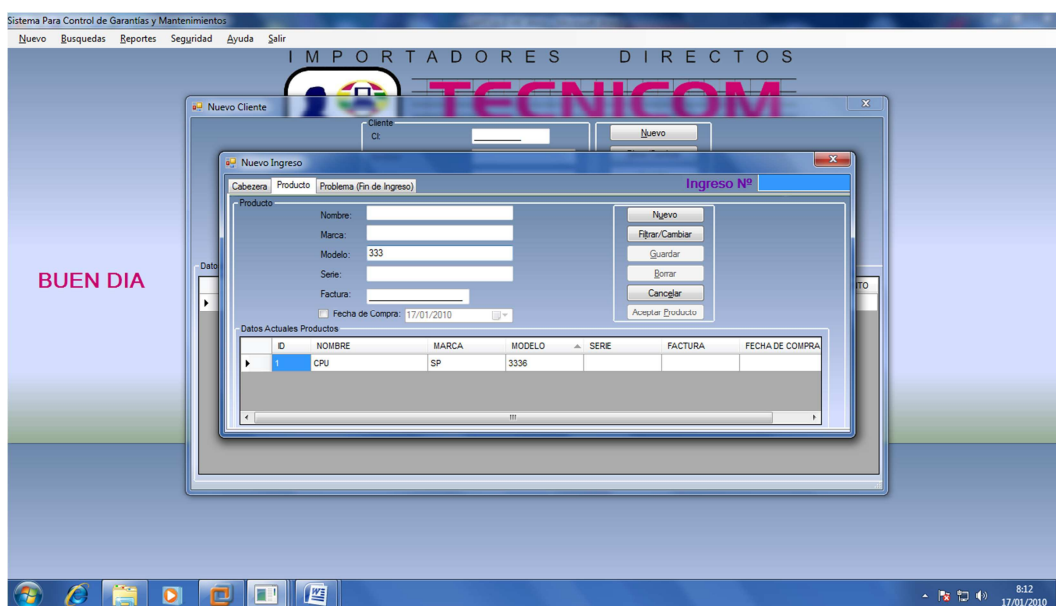 Sistema Para Control de Garantías y Mantenimientos
Nuevo Busquedas Reportes Seguridad Ayuda Salir
IMPORTADORES DIRECTOS
TECNICOM
Nuevo Cliente
Cliente
CI:
Nuevo
Nuevo Ingreso
Cabezera Producto Problema (Fin de Ingreso) Ingreso Nº
Producto
Nombre: Nuevo
Marca: Filtrar/Cambiar
Modelo: 333 Guardar
Serie: Borrar
Factura: Cancelar
Fecha de Compra: 17/01/2010 Aceptar Producto
BUEN DIA
Dato
TO
Datos Actuales Productos
ID NOMBRE MARCA MODELO SERIE FACTURA FECHA DE COMPRA
1 CPU SP 3336
8:12
17/01/2010